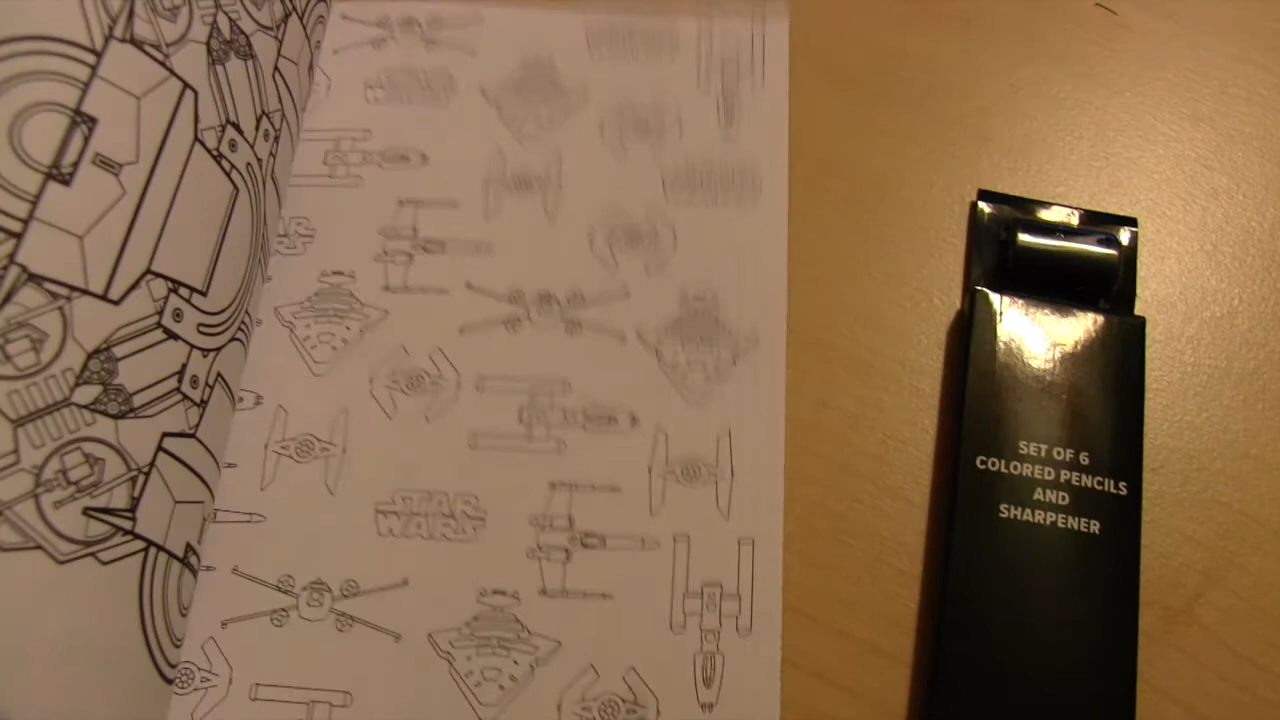 STAR
WARS
SET OF 6
COLORED PENCILS
AND
SHARPENER